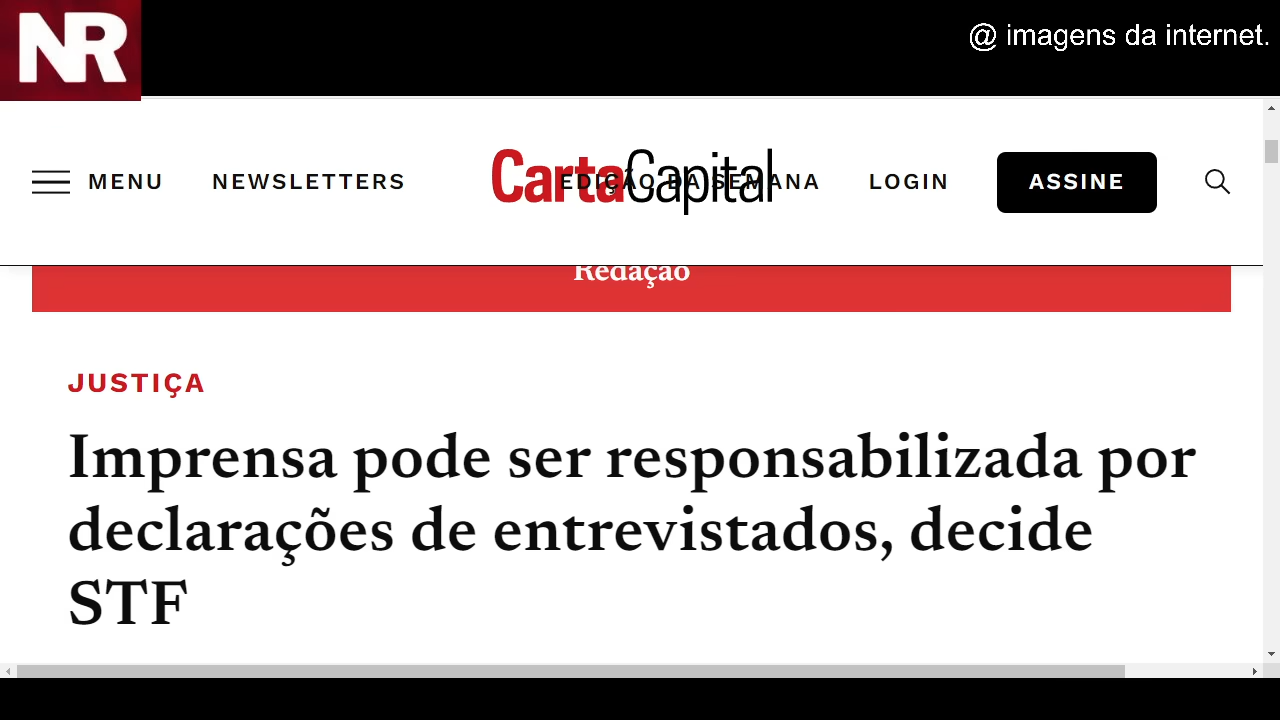 NR
@ imagens da internet.
MENU NEWSLETTERS CartaCapital EDIÇÃO DA SEMANA LOGIN ASSINE
Redação
JUSTIÇA
Imprensa pode ser responsabilizada por
declarações de entrevistados, decide
STF